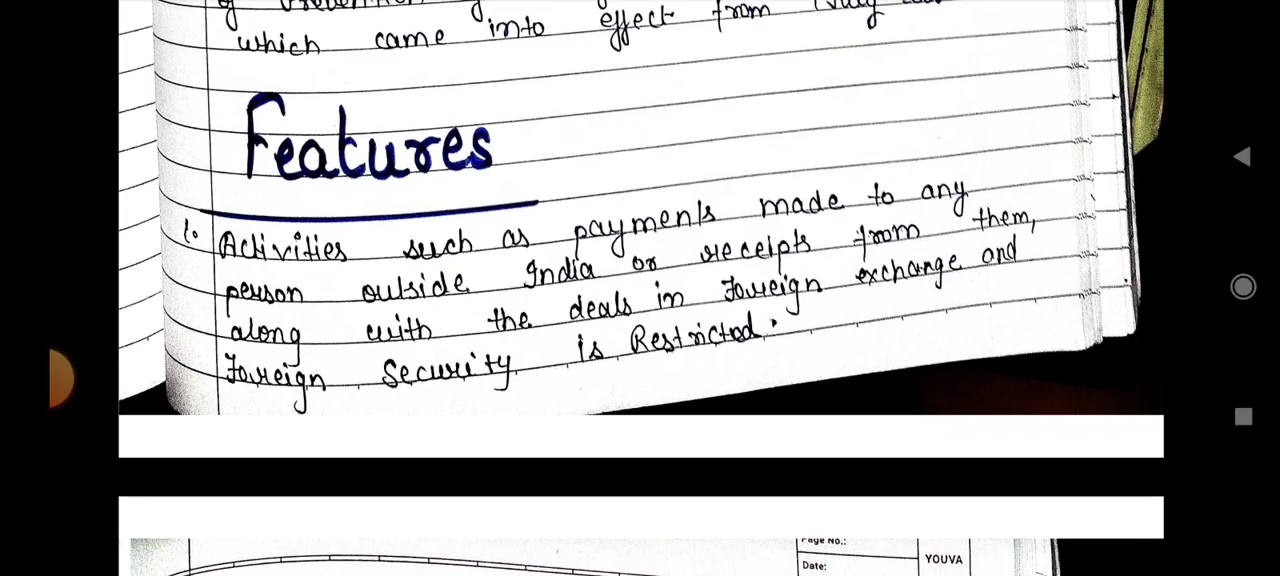 which came into effect from
Features
1. Activities such as payments made to any
person outside India or receipts from them,
along with the deals in Foreign exchange and
Foreign Security is Restricted.
Page No.:
Date:
YOUVA